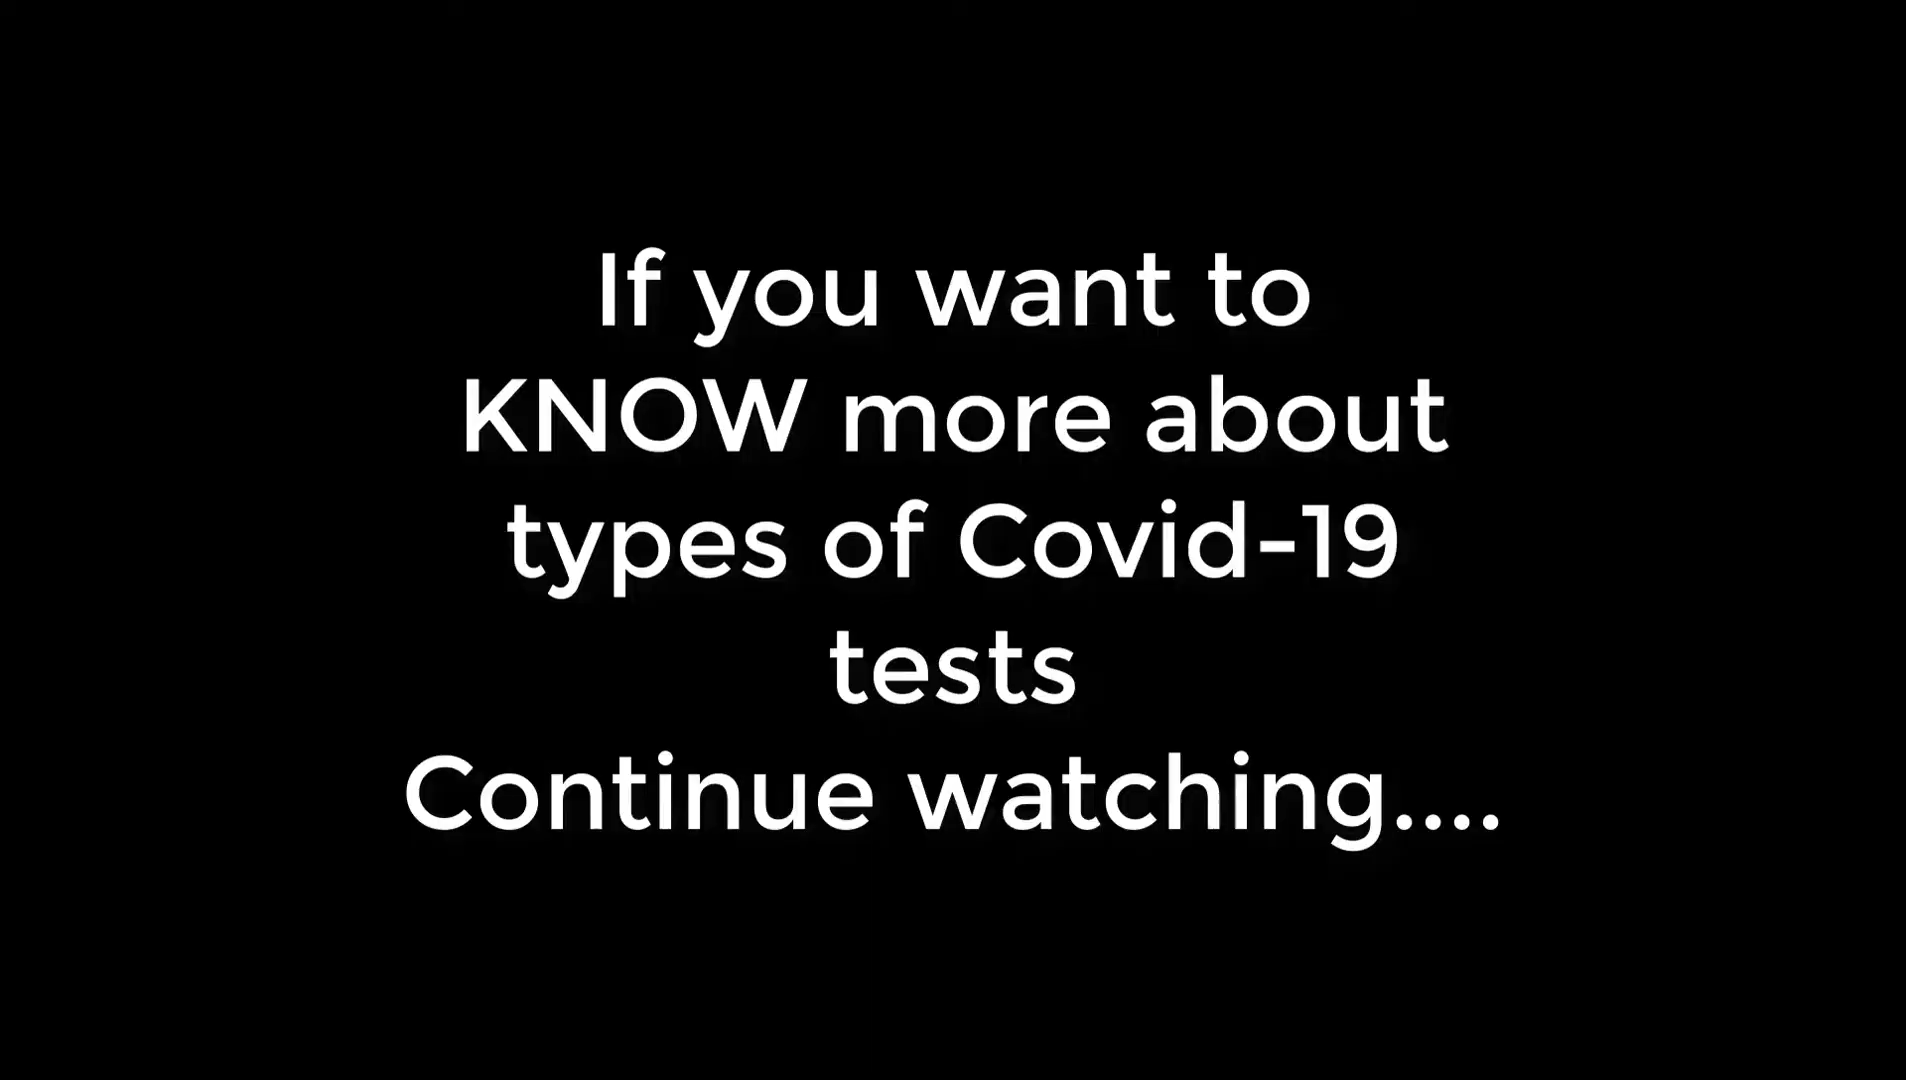 If you want to
KNOW more about
types of Covid-19
tests
Continue watching....